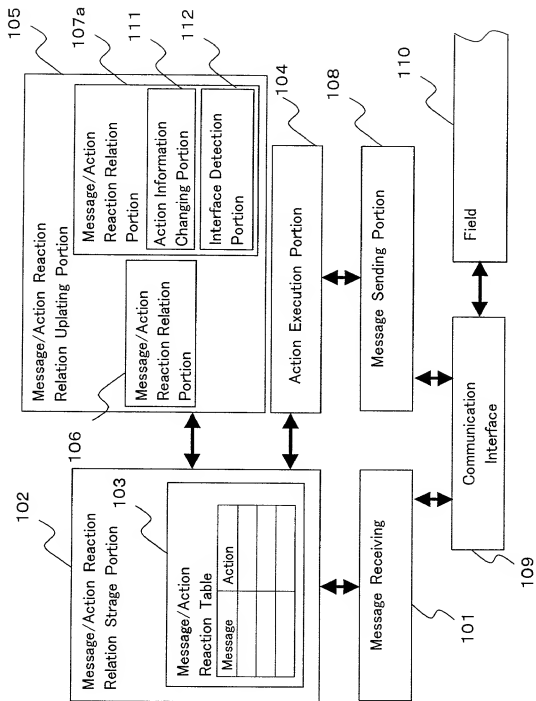 102
Message/Action Reaction
Relation Strage Portion
103
Message/Action
Reaction Table
Message
Action
105
Message/Action Reaction
Relation Uplating Portion
106
Message/Action
Reaction Relation
Portion
107a
Message/Action
Reaction Relation
Portion
111
Action Information
Changing Portion
112
Interface Detection
Portion
104
Action Execution Portion
101
Message Receiving
108
Message Sending Portion
109
Communication
Interface
110
Field